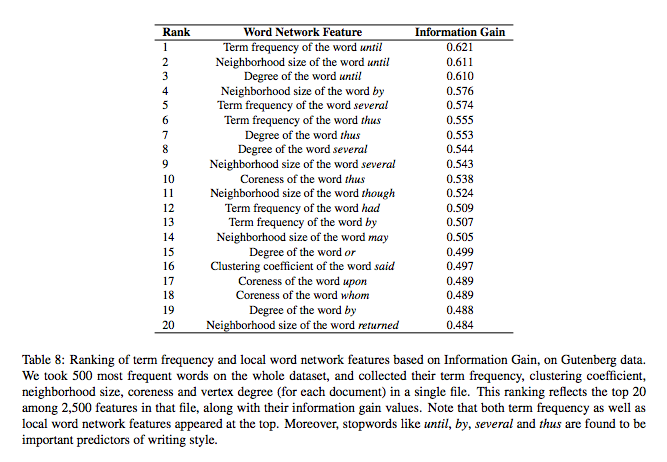 Rank Word Network Feature Information Gain
1 Term frequency of the word until 0.621
2 Neighborhood size of the word until 0.611
3 Degree of the word until 0.610
4 Neighborhood size of the word by 0.576
5 Term frequency of the word several 0.574
6 Term frequency of the word thus 0.555
7 Degree of the word thus 0.553
8 Degree of the word several 0.544
9 Neighborhood size of the word several 0.543
10 Coreness of the word thus 0.538
11 Neighborhood size of the word though 0.524
12 Term frequency of the word had 0.509
13 Term frequency of the word by 0.507
14 Neighborhood size of the word may 0.505
15 Degree of the word or 0.499
16 Clustering coefficient of the word said 0.497
17 Coreness of the word upon 0.489
18 Coreness of the word whom 0.489
19 Degree of the word by 0.488
20 Neighborhood size of the word returned 0.484
Table 8: Ranking of term frequency and local word network features based on Information Gain, on Gutenberg data.
We took 500 most frequent words on the whole dataset, and collected their term frequency, clustering coefficient,
neighborhood size, coreness and vertex degree (for each document) in a single file. This ranking reflects the top 20
among 2,500 features in that file, along with their information gain values. Note that both term frequency as well as
local word network features appeared at the top. Moreover, stopwords like until, by, several and thus are found to be
important predictors of writing style.